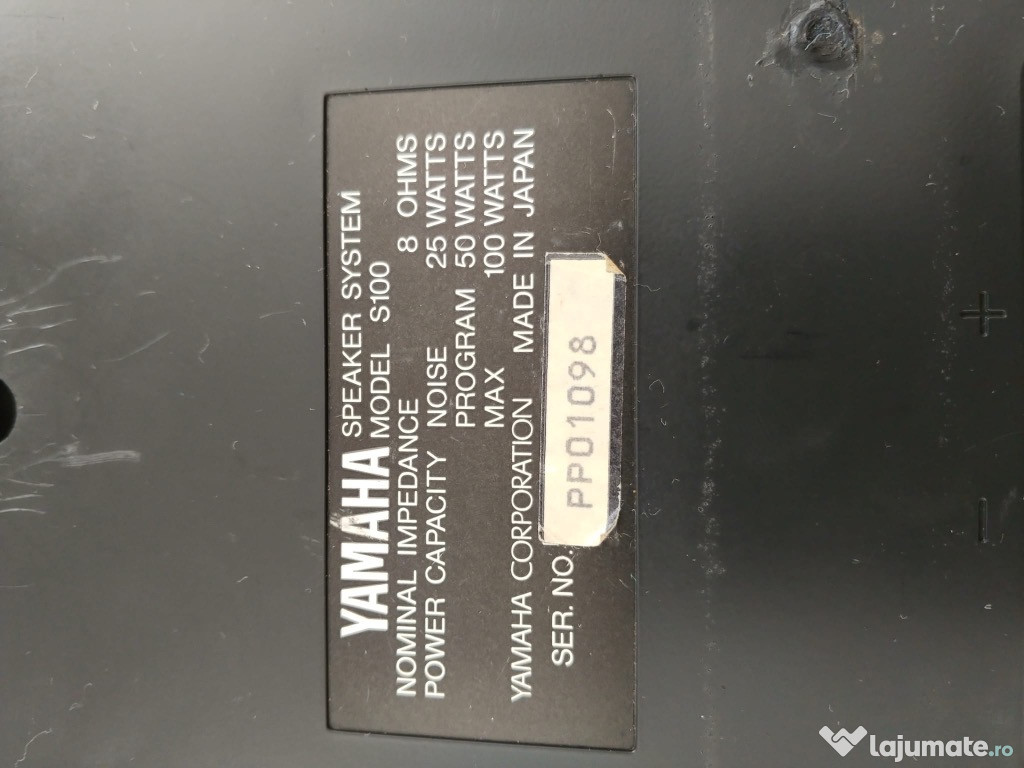 YAMAHA SPEAKER SYSTEM
MODEL S100
NOMINAL IMPEDANCE 8 OHMS
POWER CAPACITY NOISE 25 WATTS
PROGRAM 50 WATTS
MAX 100 WATTS
YAMAHA CORPORATION MADE IN JAPAN
SER. NO. PP01098
+
-
lajumate.ro